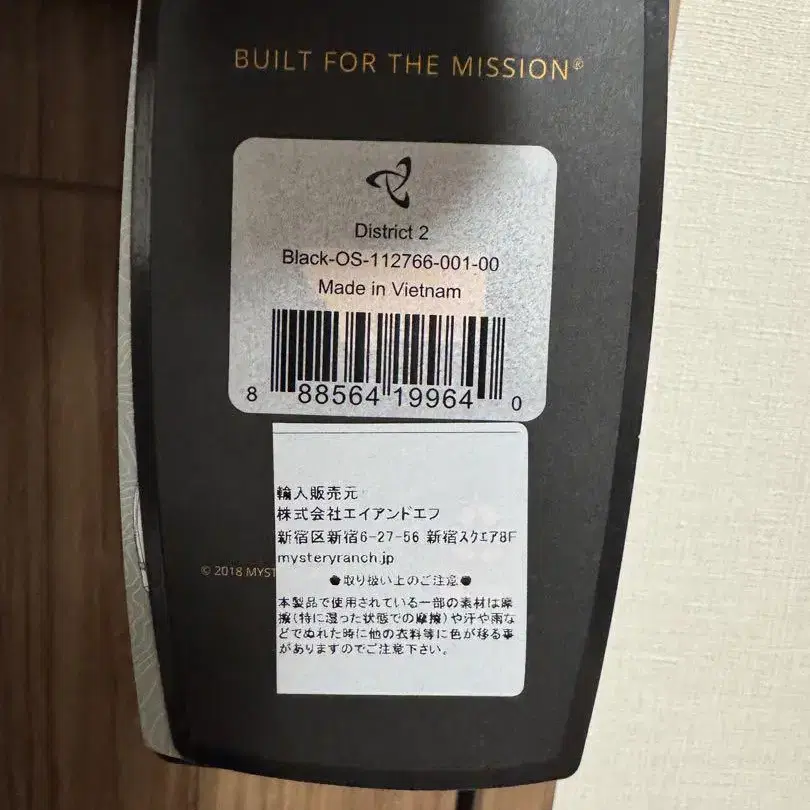 BUILT FOR THE MISSION®
District 2
Black-OS-112766-001-00
Made in Vietnam
8 88564 19964 0
輸入販売元
株式会社エイアンドエフ
新宿区新宿6-27-56 新宿スクエア8F
mysteryranch.jp
© 2018 MYST
●取り扱い上のご注意●
本製品で使用されている一部の素材は摩
擦(特に湿った状態での摩擦)や汗や雨な
どでぬれた時に他の衣料等に色が移る事
がありますのでご注意下さい。